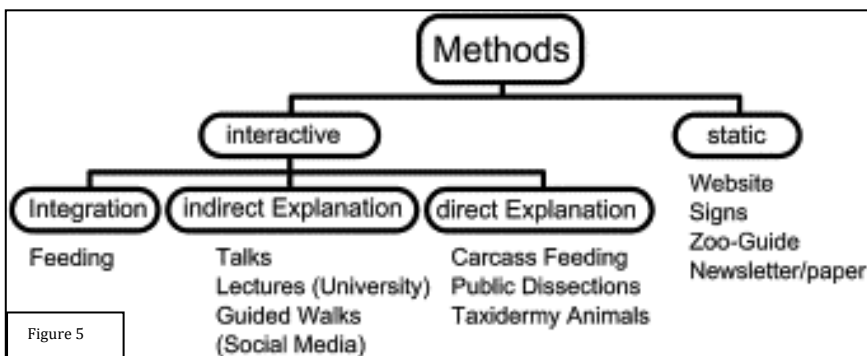 Methods
interactive
static
Integration
indirect Explanation
direct Explanation
Feeding
Talks
Lectures (University)
Guided Walks
(Social Media)
Carcass Feeding
Public Dissections
Taxidermy Animals
Website
Signs
Zoo-Guide
Newsletter/paper
Figure 5